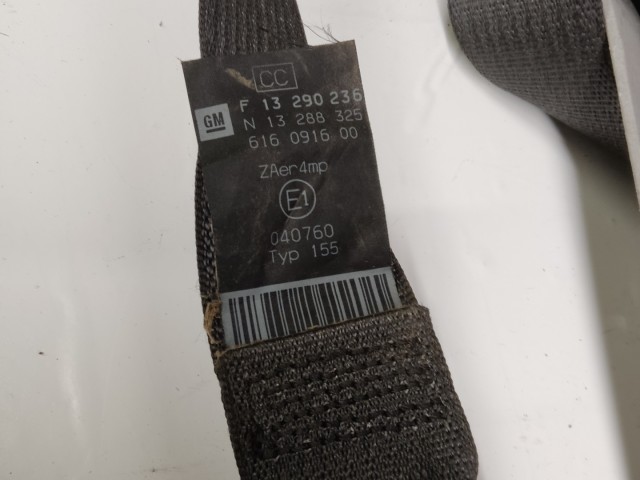 CC
GM F 13 290 236
N 13 288 325
616 0916 00
ZAer4mp
E1
040760
Typ 155